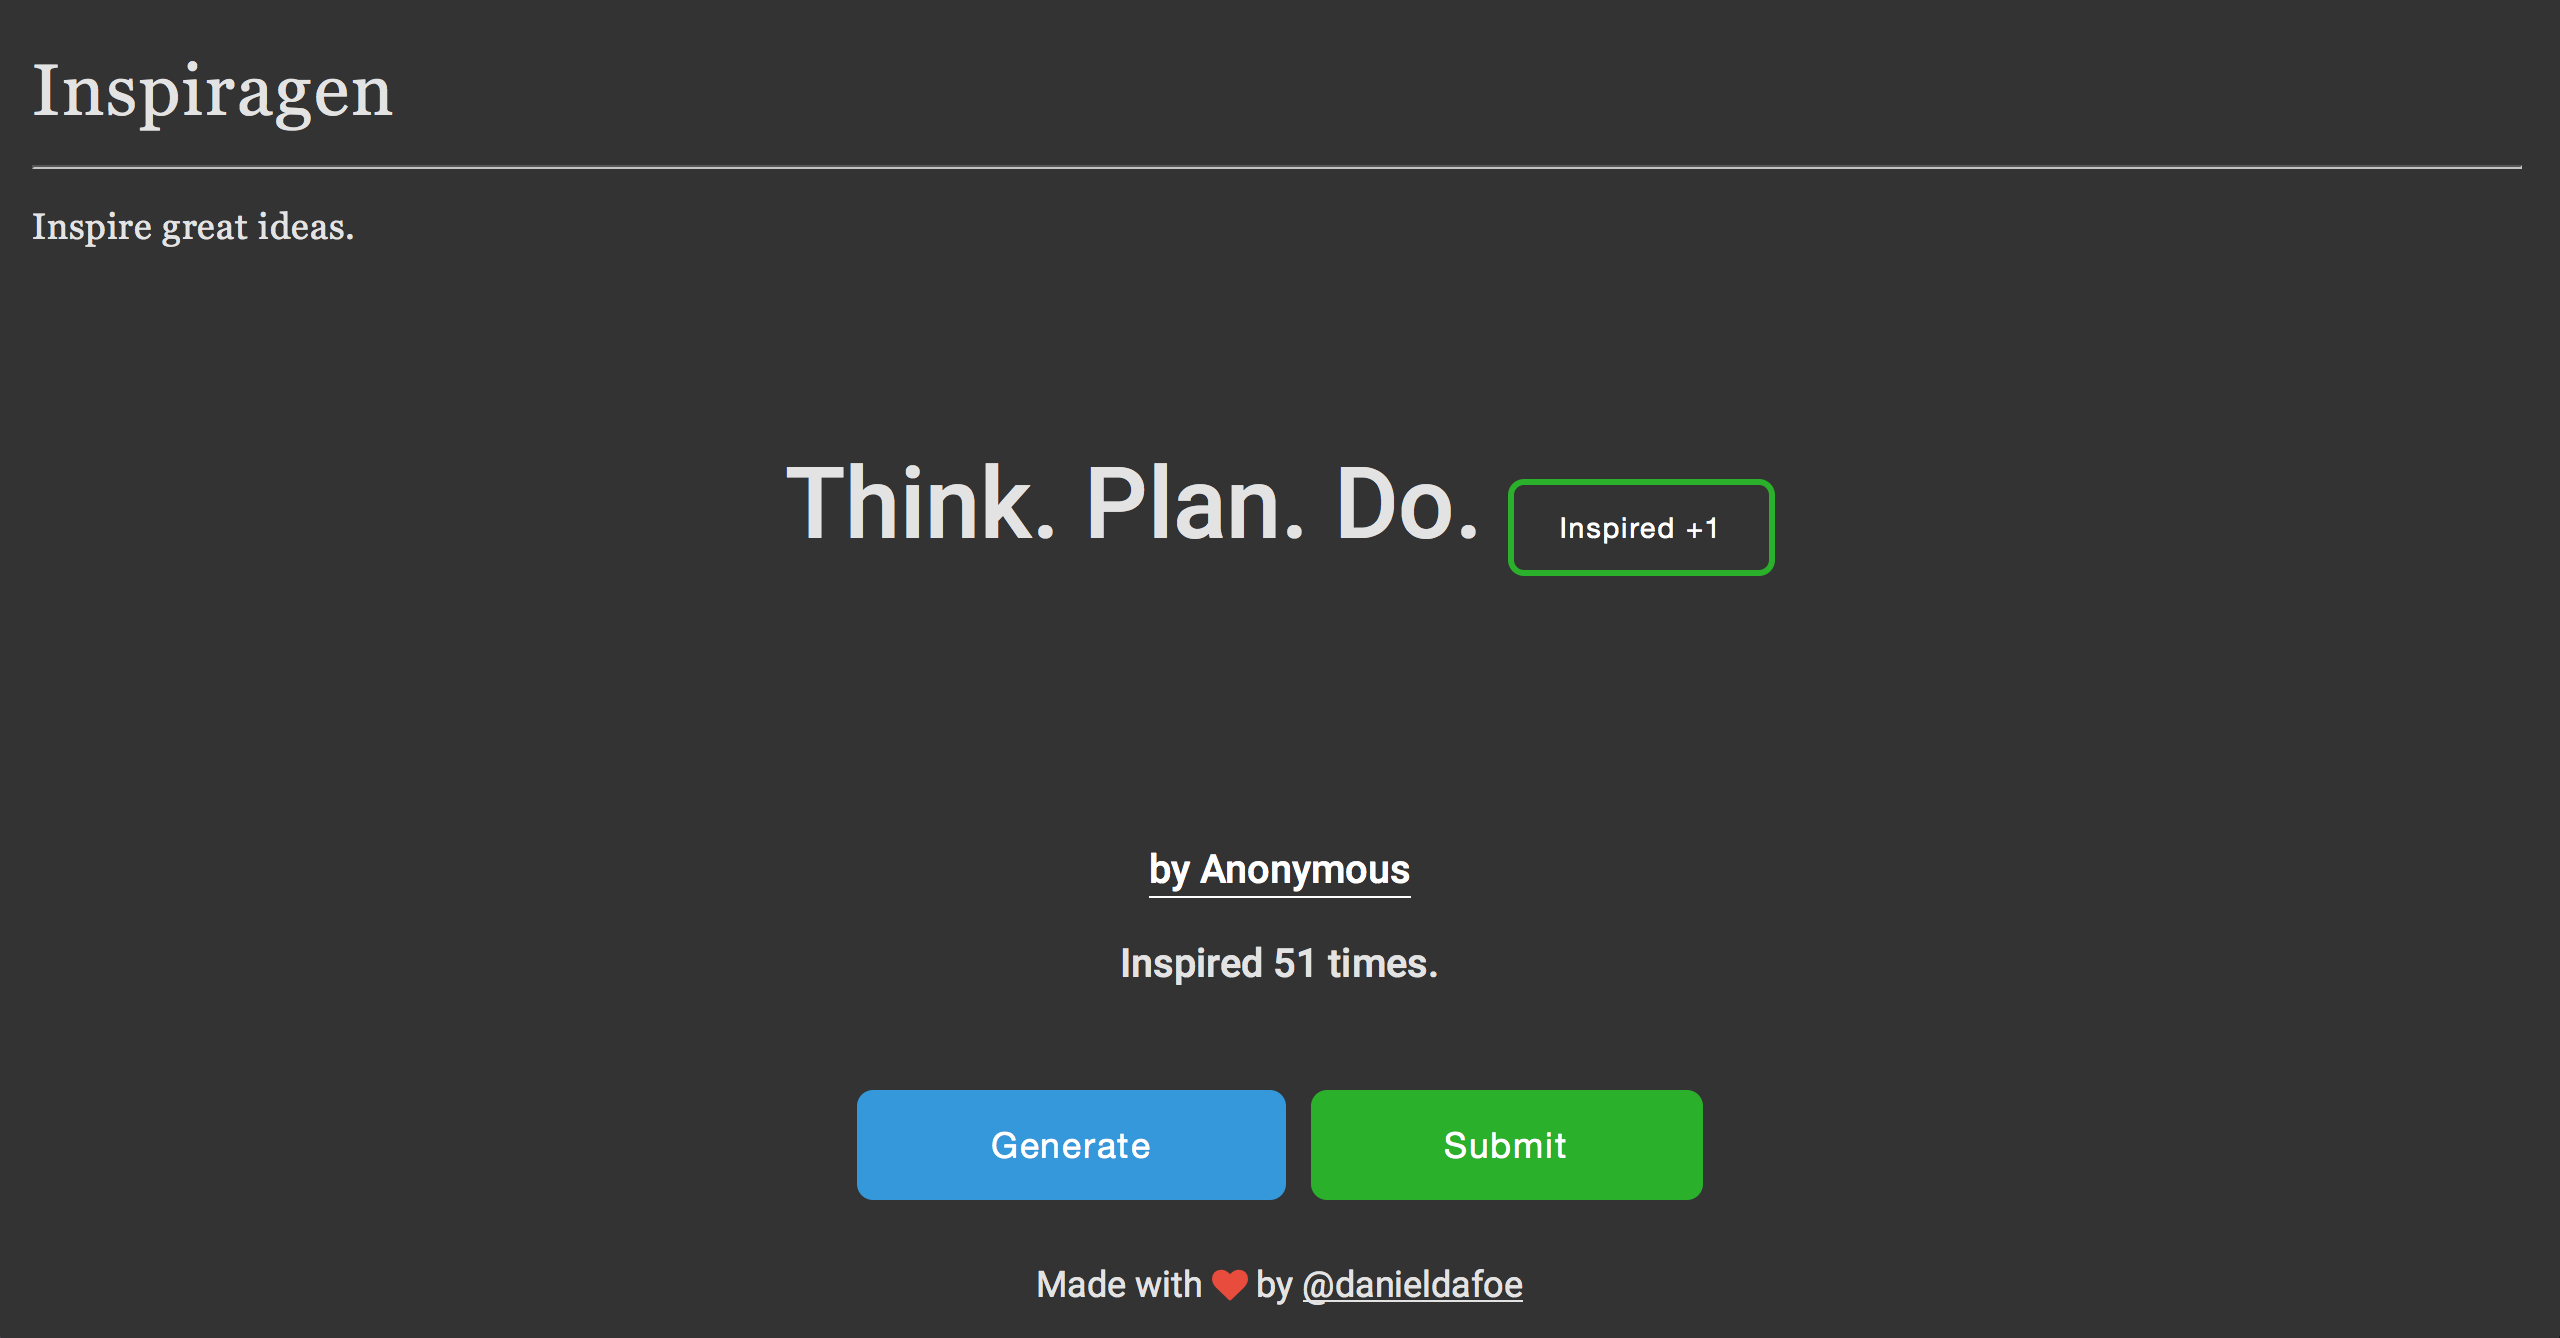 Inspiragen
Inspire great ideas.
Think. Plan. Do. Inspired +1
by Anonymous
Inspired 51 times.
Generate Submit
Made with ❤ by @danieldafoe